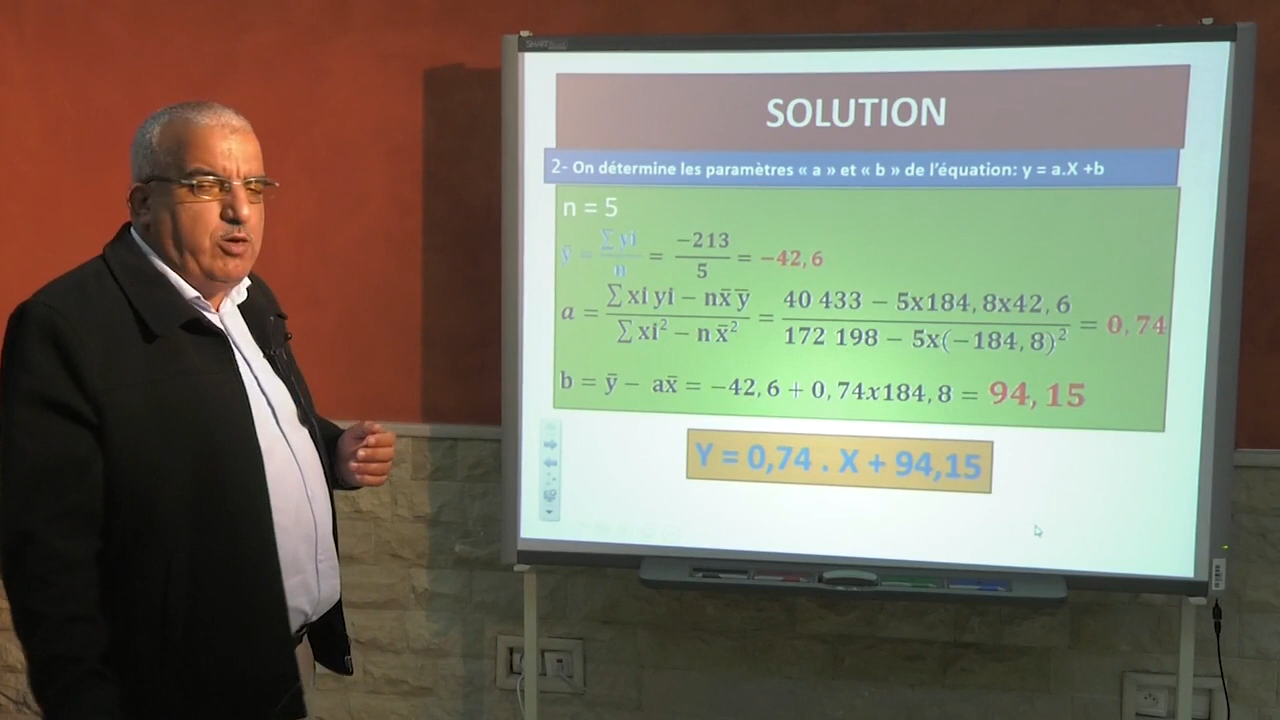 SMART
SOLUTION
2- On détermine les paramètres « a » et « b » de l'équation: y = a.X +b
n = 5
ȳ = ∑ yi / n = −213 / 5 = −42,6
a = (∑ xi yi − n x̄ ȳ) / (∑ xi² − n x̄²) = (40 433 − 5x184,8x42,6) / (172 198 − 5x(−184,8)²) = 0,74
b = ȳ − ax̄ = −42,6 + 0,74x184,8 = 94,15
Y = 0,74 . X + 94,15